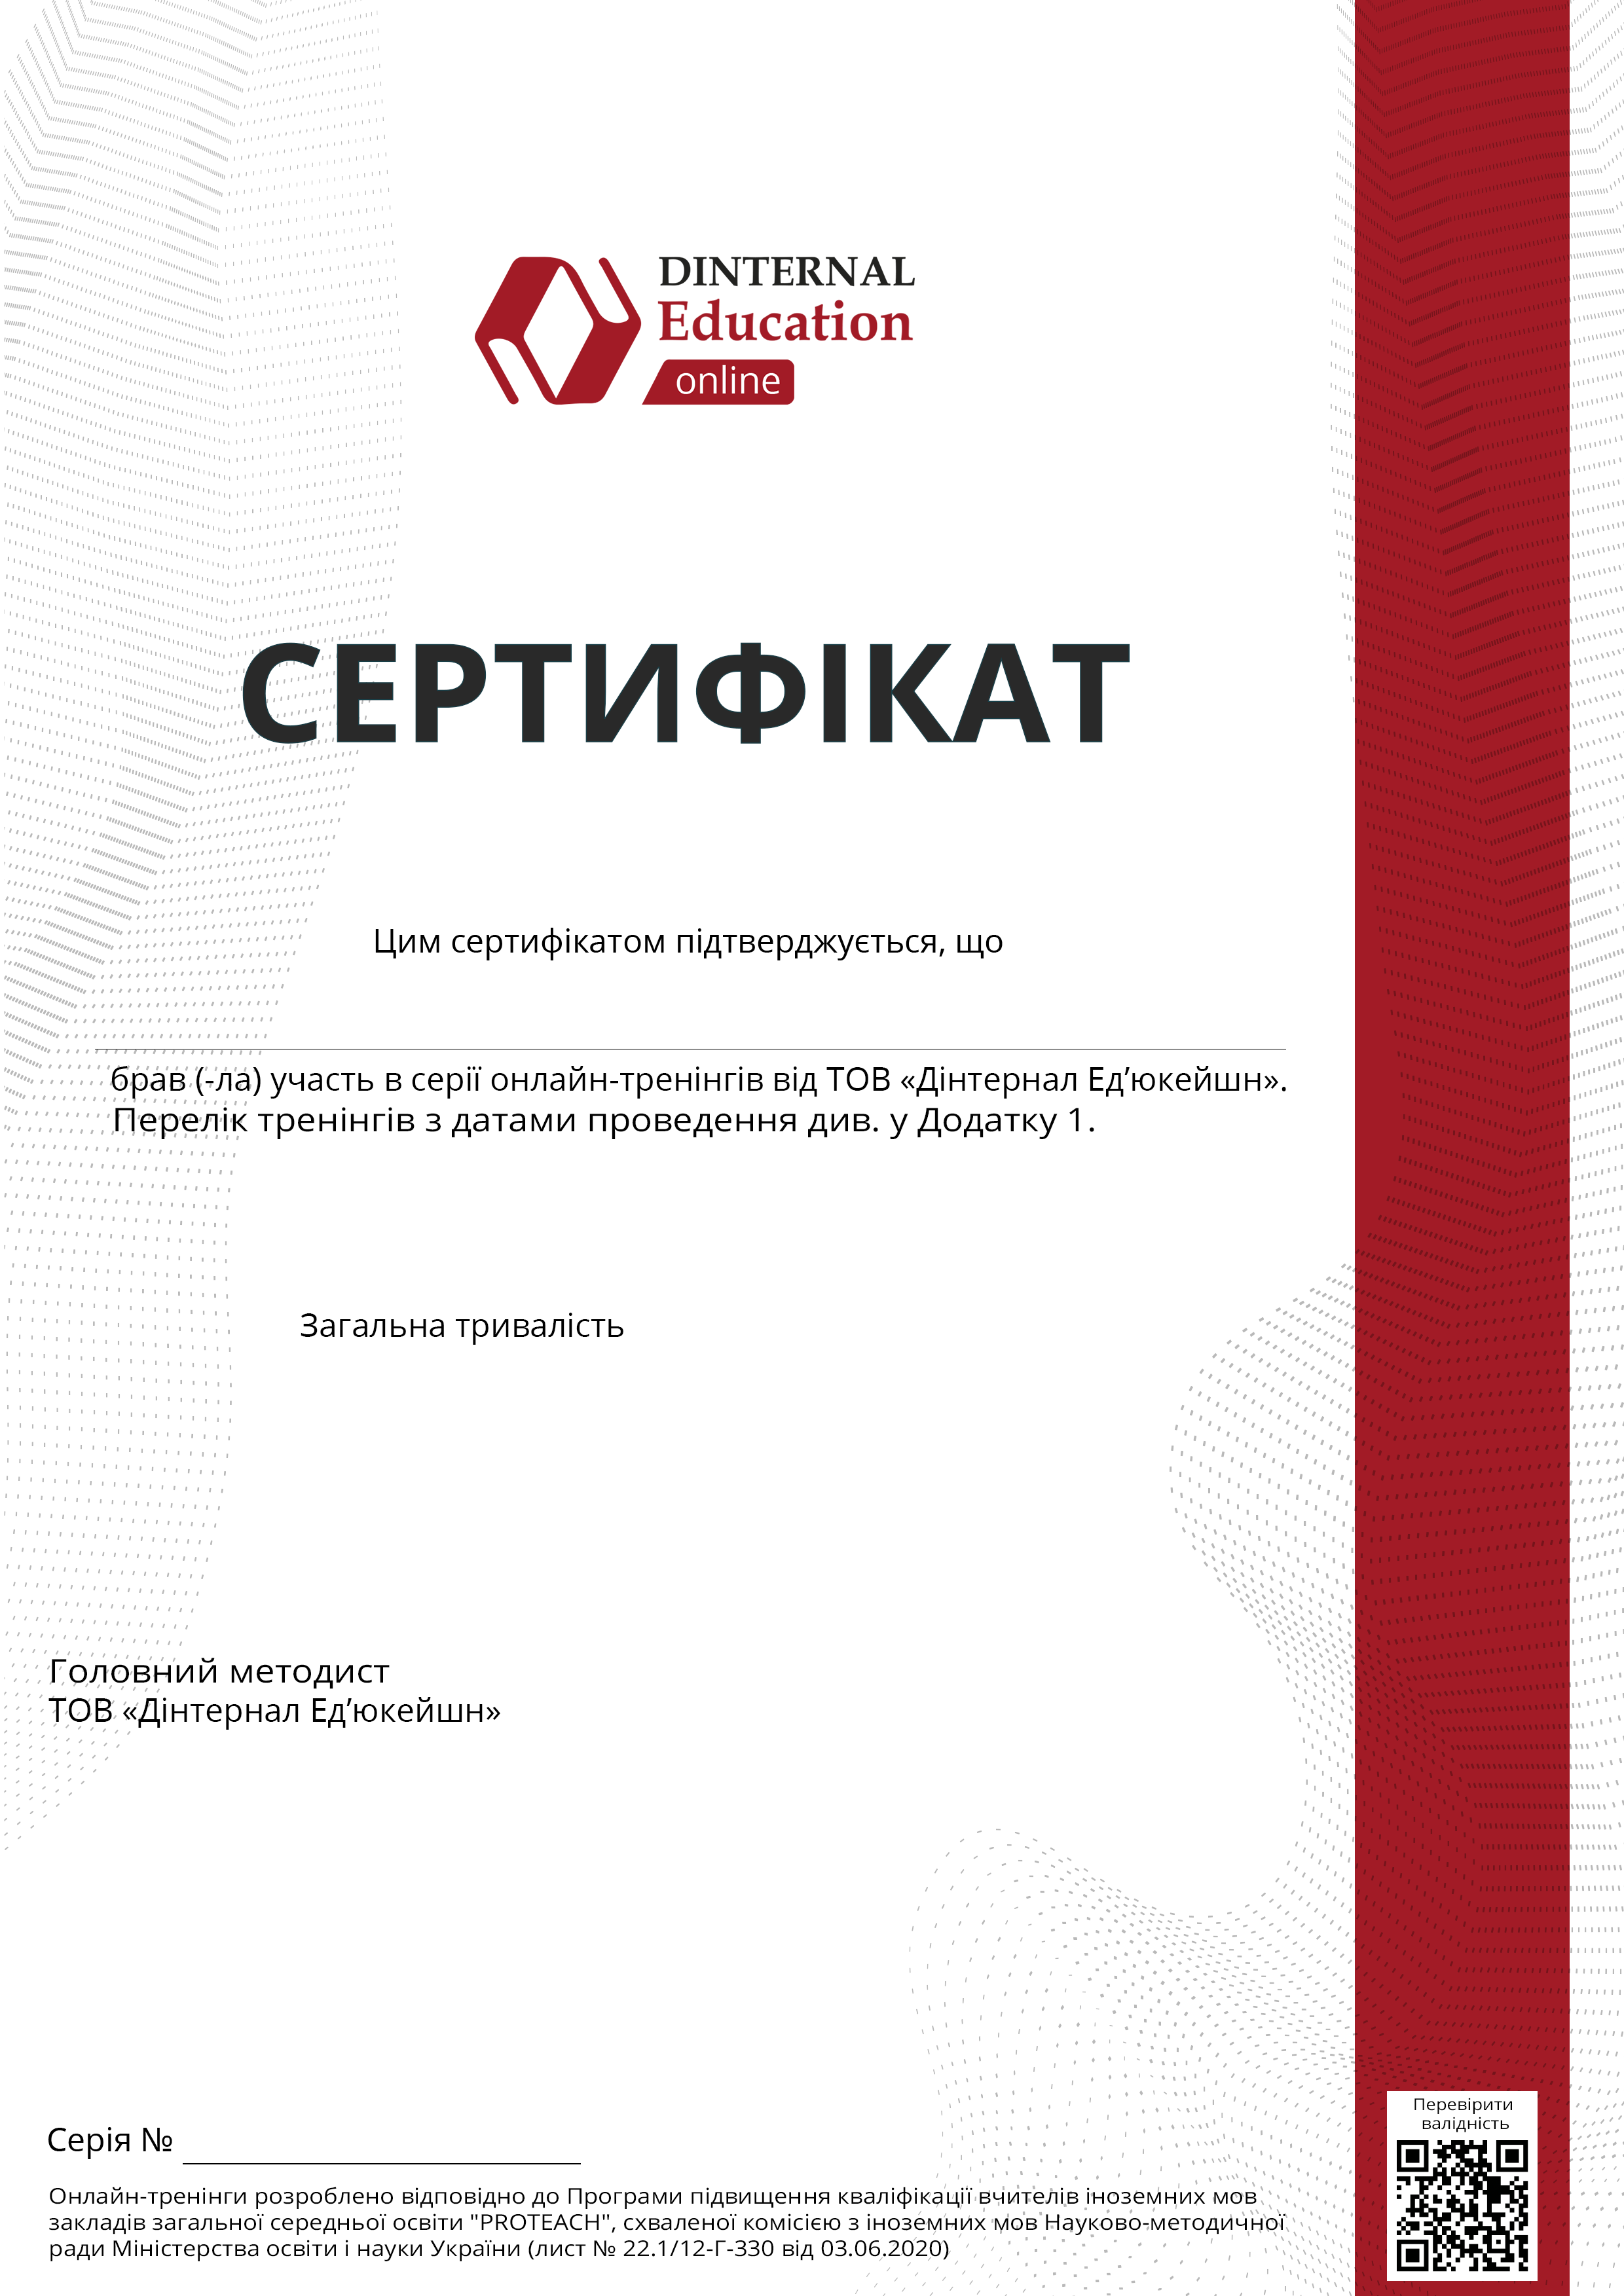 DINTERNAL
Education
online
СЕРТИФІКАТ
Цим сертифікатом підтверджується, що
брав (-ла) участь в серії онлайн-тренінгів від ТОВ «Дінтернал Ед’юкейшн».
Перелік тренінгів з датами проведення див. у Додатку 1.
Загальна тривалість
Головний методист
ТОВ «Дінтернал Ед’юкейшн»
Серія №
Онлайн-тренінги розроблено відповідно до Програми підвищення кваліфікації вчителів іноземних мов
закладів загальної середньої освіти "PROTEACH", схваленої комісією з іноземних мов Науково-методичної
ради Міністерства освіти і науки України (лист № 22.1/12-Г-330 від 03.06.2020)
Перевірити
валідність